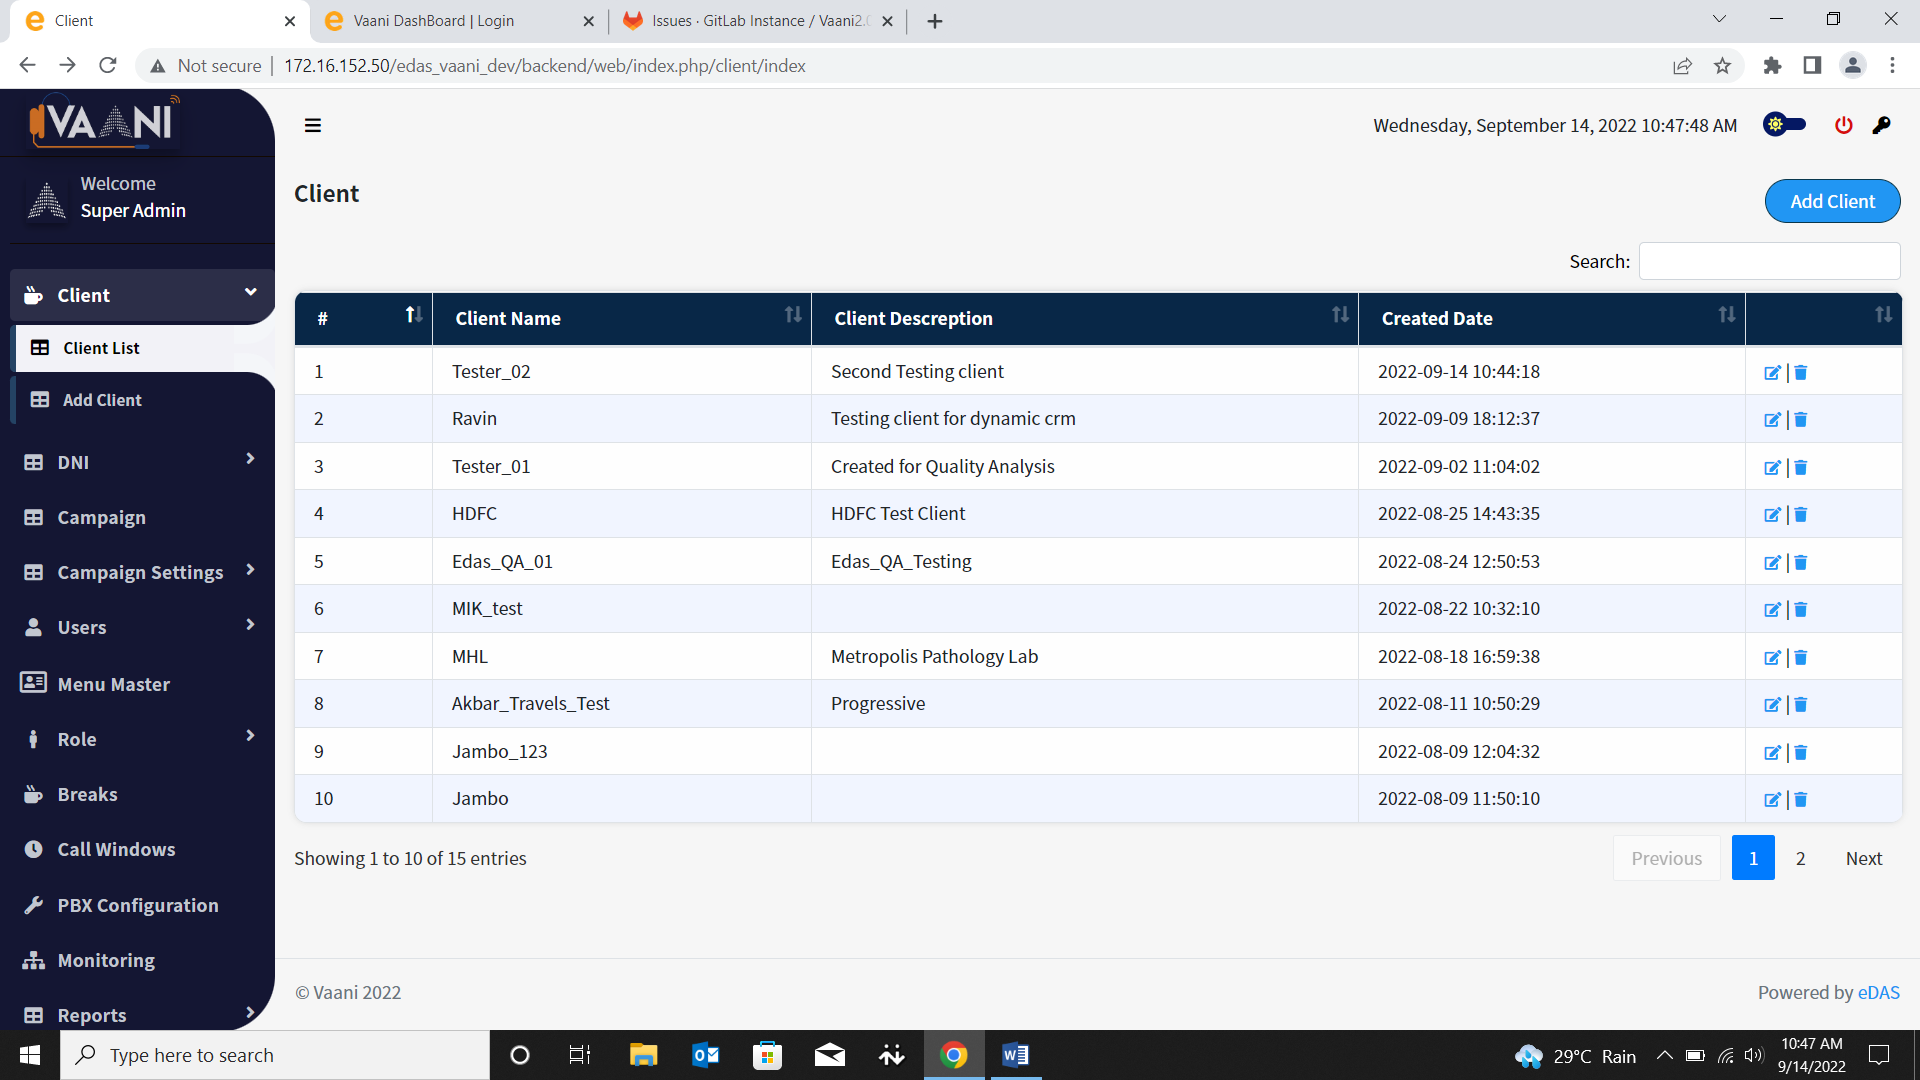 Client
Vaani DashBoard | Login
Issues · GitLab Instance / Vaani2.0
Not secure
172.16.152.50/edas_vaani_dev/backend/web/index.php/client/index
VAANI
Wednesday, September 14, 2022 10:47:48 AM
Welcome
Super Admin
Client
Add Client
Search:
Client
Client List
Add Client
DNI
Campaign
Campaign Settings
Users
Menu Master
Role
Breaks
Call Windows
PBX Configuration
Monitoring
Reports
# Client Name Client Descreption Created Date
1 Tester_02 Second Testing client 2022-09-14 10:44:18
2 Ravin Testing client for dynamic crm 2022-09-09 18:12:37
3 Tester_01 Created for Quality Analysis 2022-09-02 11:04:02
4 HDFC HDFC Test Client 2022-08-25 14:43:35
5 Edas_QA_01 Edas_QA_Testing 2022-08-24 12:50:53
6 MIK_test 2022-08-22 10:32:10
7 MHL Metropolis Pathology Lab 2022-08-18 16:59:38
8 Akbar_Travels_Test Progressive 2022-08-11 10:50:29
9 Jambo_123 2022-08-09 12:04:32
10 Jambo 2022-08-09 11:50:10
Showing 1 to 10 of 15 entries
Previous 1 2 Next
© Vaani 2022
Powered by eDAS
Type here to search
29°C Rain
10:47 AM
9/14/2022